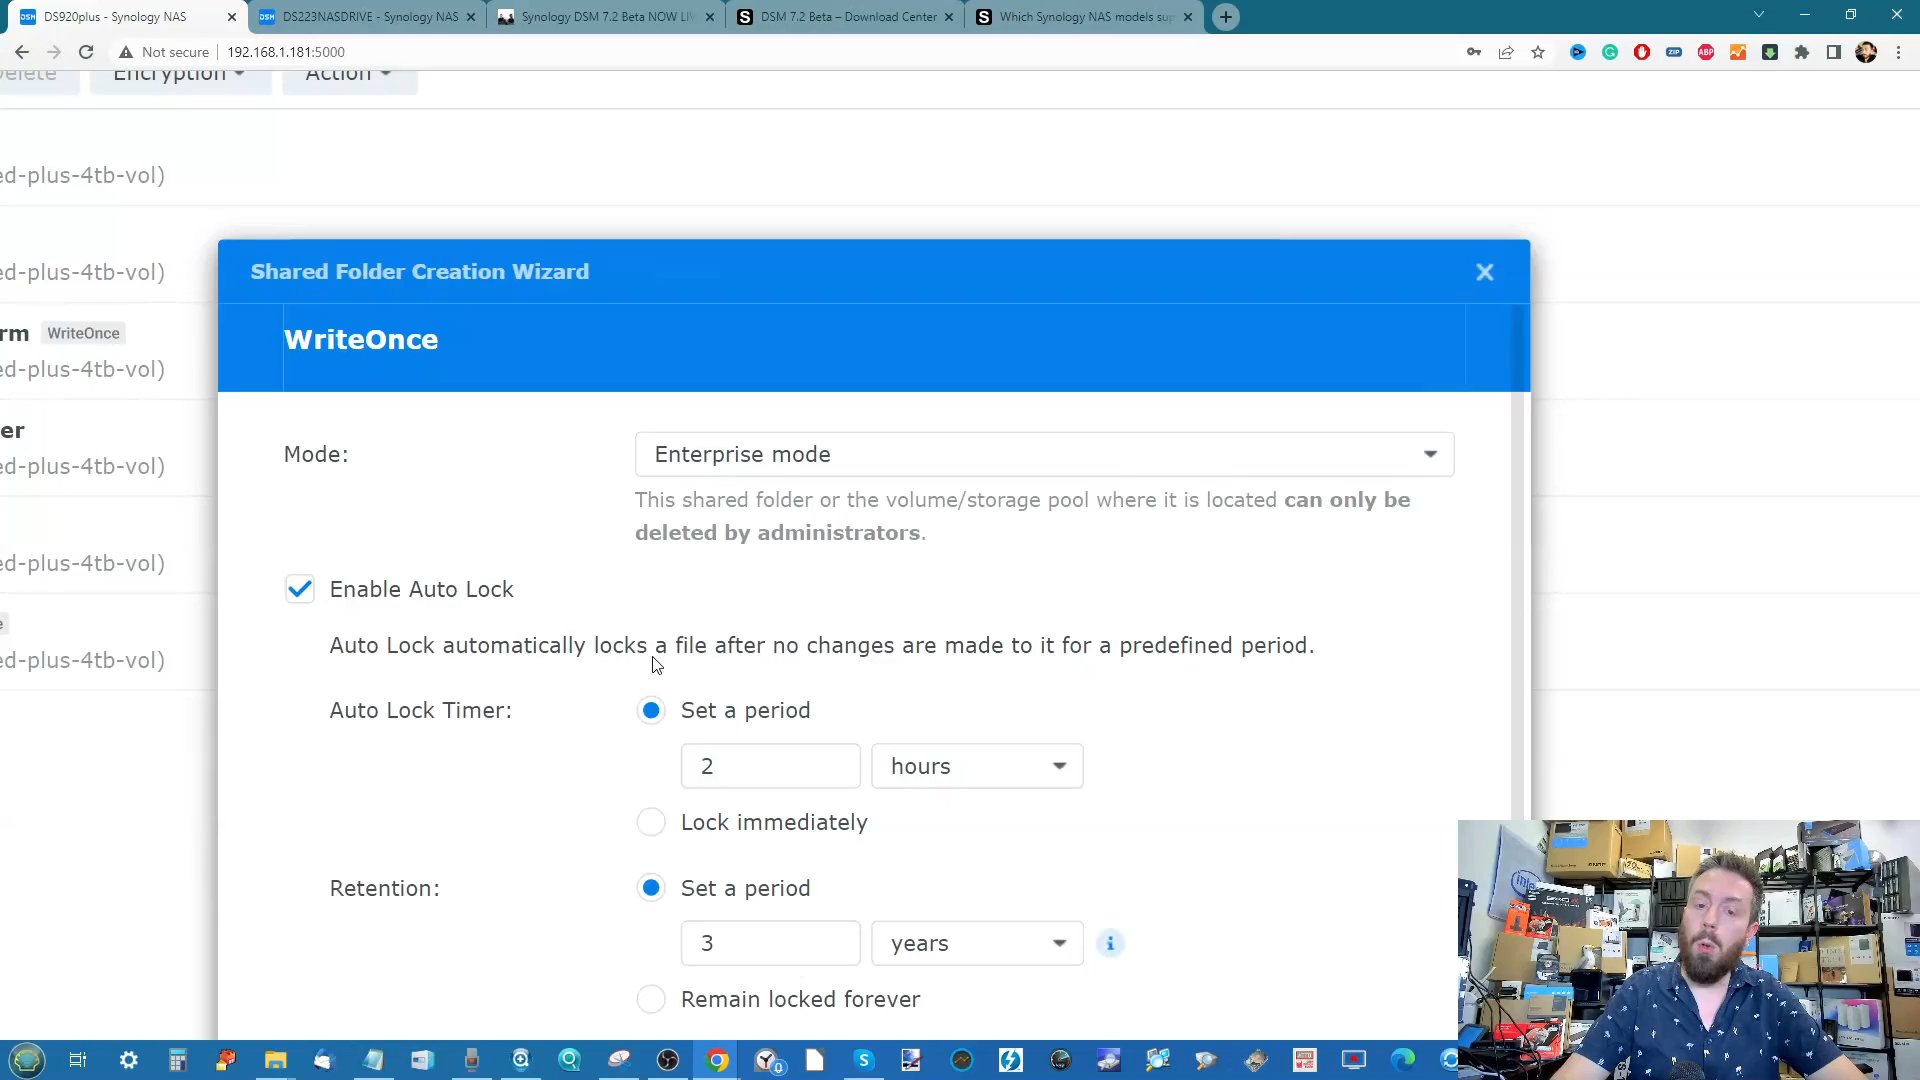 DS920plus - Synology NAS
DS223NASDRIVE - Synology NAS
Synology DSM 7.2 Beta NOW LIV
DSM 7.2 Beta – Download Center
Which Synology NAS models sup
Not secure
192.168.1.181:5000
ZIP
ABP
Delete
Encryption
Action
ed-plus-4tb-vol)
ed-plus-4tb-vol)
rm WriteOnce
ed-plus-4tb-vol)
er
ed-plus-4tb-vol)
ed-plus-4tb-vol)
e
ed-plus-4tb-vol)
Shared Folder Creation Wizard
WriteOnce
Mode:
Enterprise mode
This shared folder or the volume/storage pool where it is located can only be
deleted by administrators.
Enable Auto Lock
Auto Lock automatically locks a file after no changes are made to it for a predefined period.
Auto Lock Timer:
Set a period
2
hours
Lock immediately
Retention:
Set a period
3
years
Remain locked forever
intel